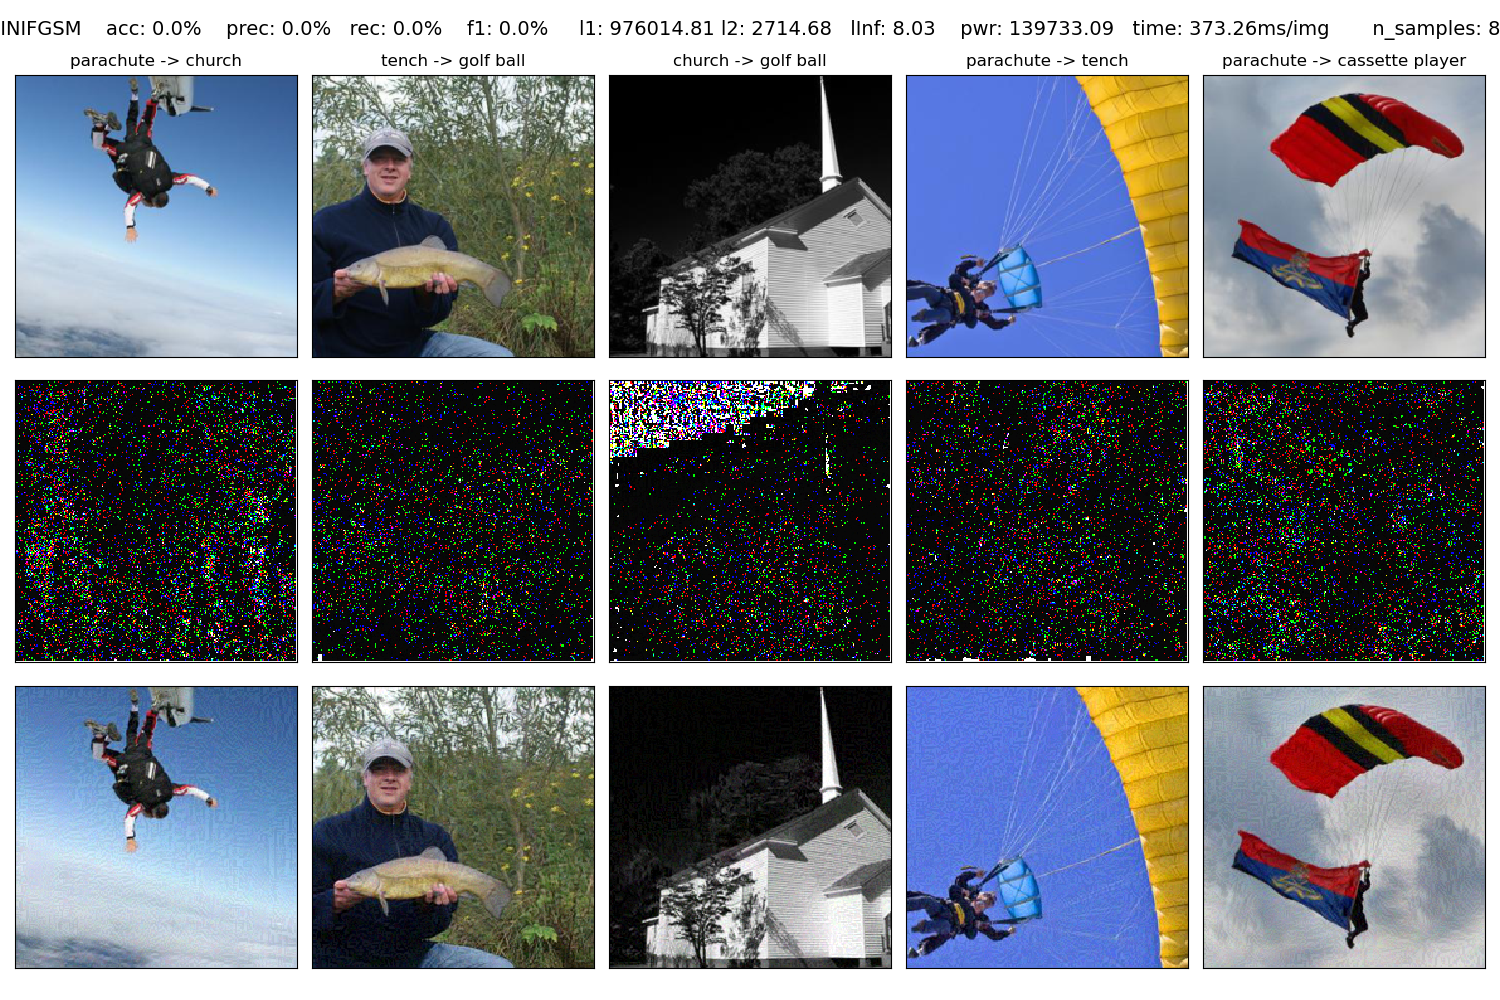 INIFGSM acc: 0.0% prec: 0.0% rec: 0.0% f1: 0.0% l1: 976014.81 l2: 2714.68 lInf: 8.03 pwr: 139733.09 time: 373.26ms/img n_samples: 8
parachute -> church
tench -> golf ball
church -> golf ball
parachute -> tench
parachute -> cassette player